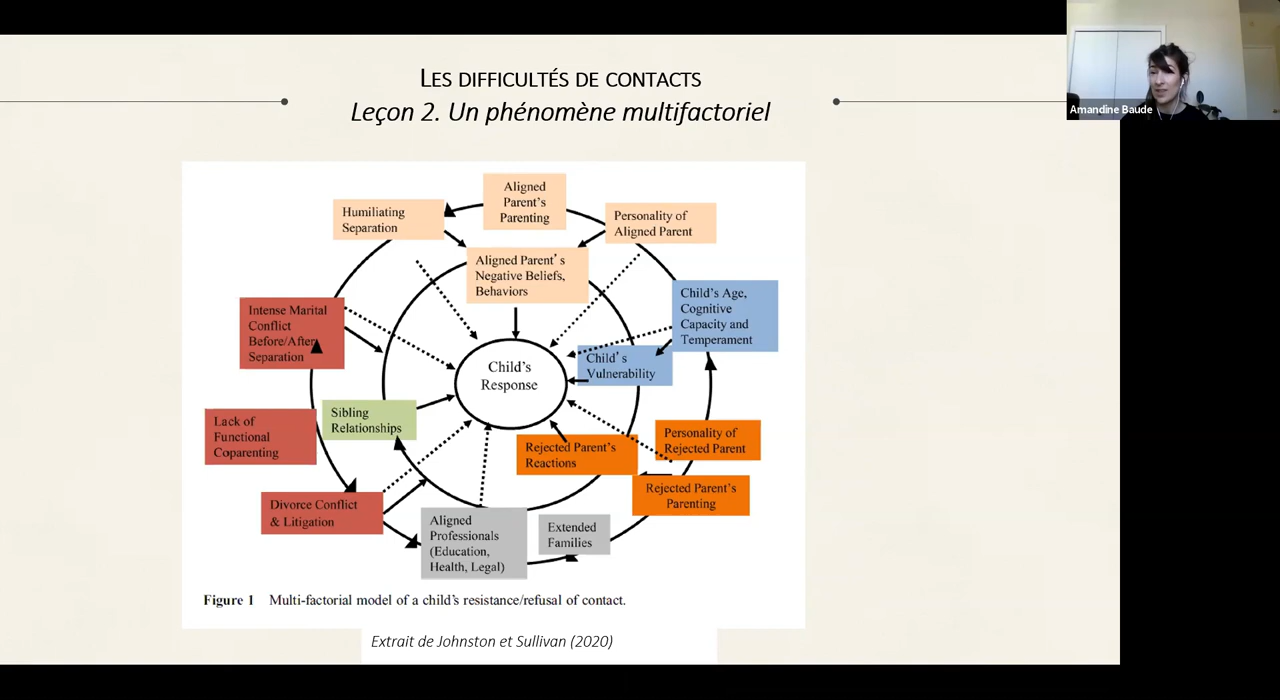 LES DIFFICULTÉS DE CONTACTS
Leçon 2. Un phénomène multifactoriel
Amandine Baude
Aligned
Parent's
Parenting
Humiliating
Separation
Personality of
Aligned Parent
Aligned Parent's
Negative Beliefs,
Behaviors
Child's Age,
Cognitive
Capacity and
Temperament
Intense Marital
Conflict
Before/After
Separation
Child's
Response
Child's
Vulnerability
Sibling
Relationships
Lack of
Functional
Coparenting
Rejected Parent's
Reactions
Personality of
Rejected Parent
Rejected Parent's
Parenting
Divorce Conflict
& Litigation
Aligned
Professionals
(Education,
Health, Legal)
Extended
Families
Figure 1 Multi-factorial model of a child's resistance/refusal of contact.
Extrait de Johnston et Sullivan (2020)